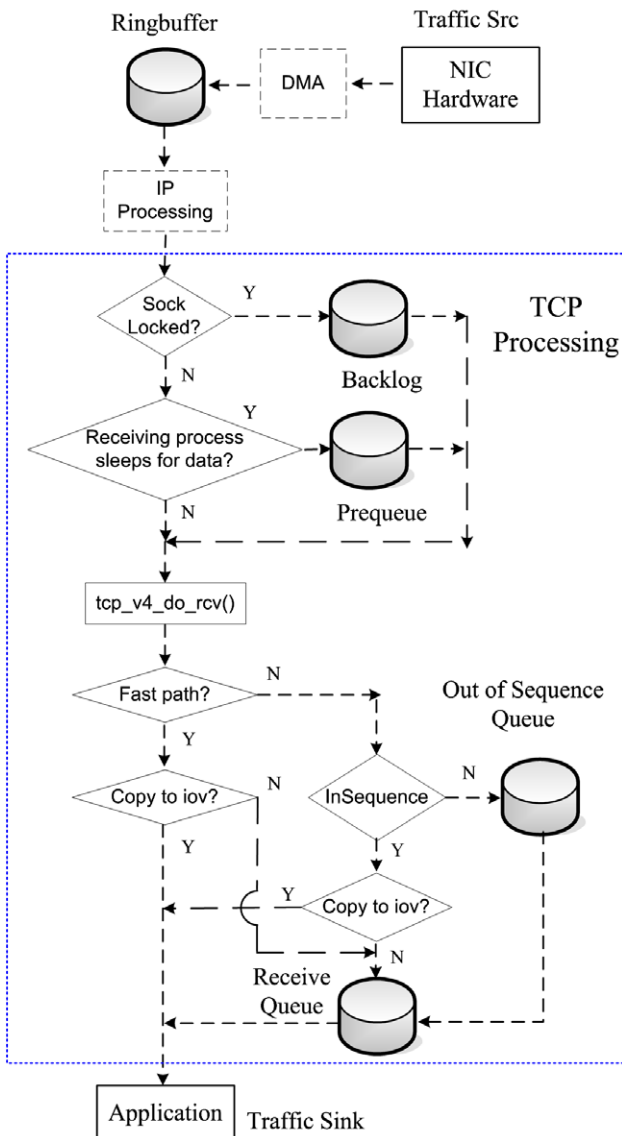 Ringbuffer
Traffic Src
DMA
NIC
Hardware
IP
Processing
Sock
Locked?
Y
N
Backlog
TCP
Processing
Receiving process
sleeps for data?
Y
N
Prequeue
tcp_v4_do_rcv()
Fast path?
N
Y
Out of Sequence
Queue
Copy to iov?
N
Y
InSequence
N
Y
Copy to iov?
Y
N
Receive
Queue
Application
Traffic Sink